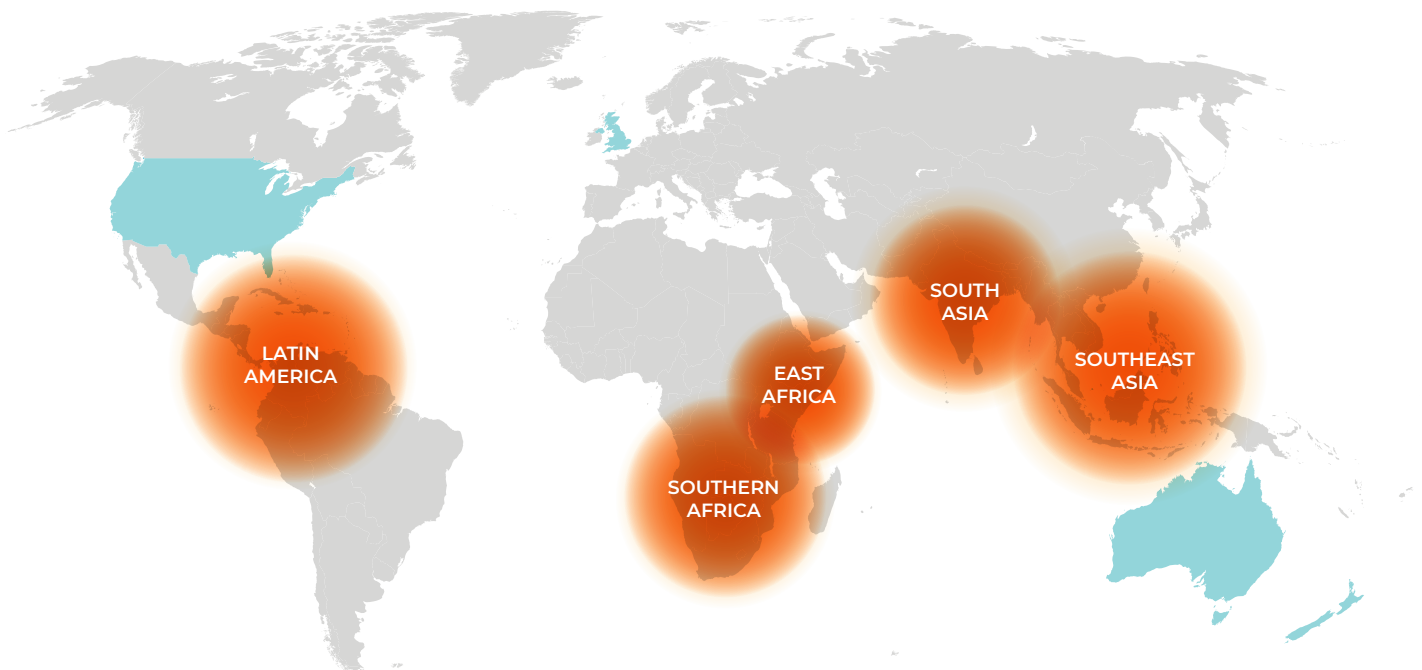 LATIN
AMERICA
SOUTH
ASIA
SOUTHEAST
ASIA
EAST
AFRICA
SOUTHERN
AFRICA